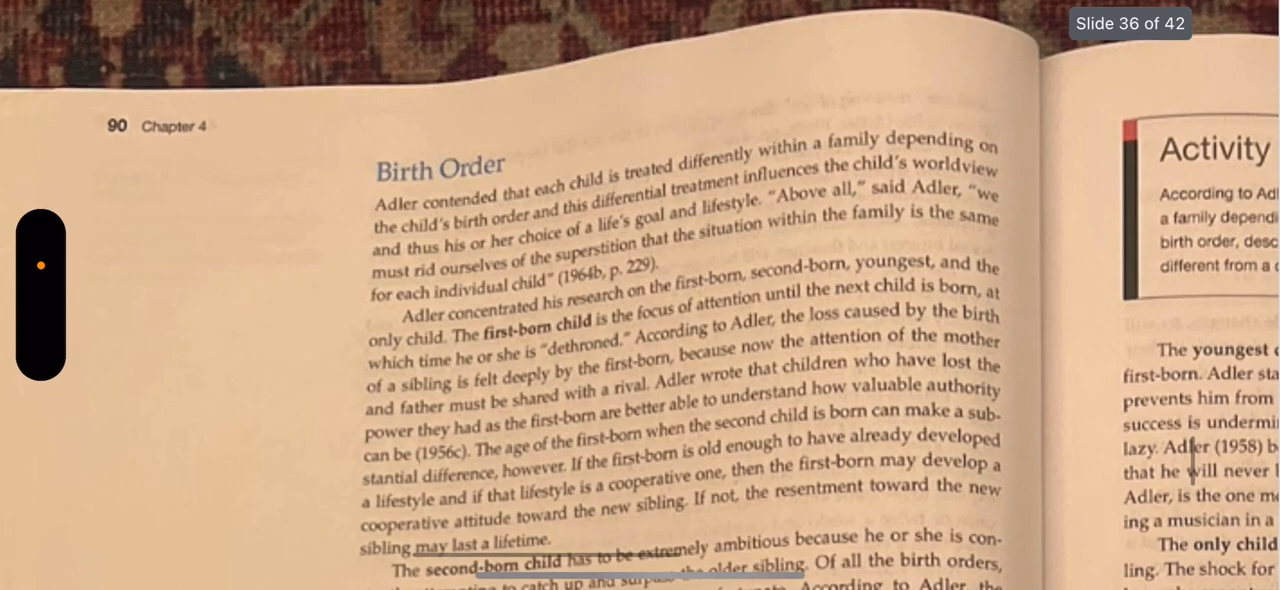 Slide 36 of 42
90 Chapter 4
Birth Order
Adler contended that each child is treated differently within a family depending on
the child's birth order and this differential treatment influences the child's worldview
and thus his or her choice of a life's goal and lifestyle. "Above all," said Adler, "we
must rid ourselves of the superstition that the situation within the family is the same
for each individual child" (1964b, p. 229).
Adler concentrated his research on the first-born, second-born, youngest, and the
only child. The first-born child is the focus of attention until the next child is born, at
which time he or she is "dethroned." According to Adler, the loss caused by the birth
of a sibling is felt deeply by the first-born, because now the attention of the mother
and father must be shared with a rival. Adler wrote that children who have lost the
power they had as the first-born are better able to understand how valuable authority
can be (1956c). The age of the first-born when the second child is born can make a sub-
stantial difference, however. If the first-born is old enough to have already developed
a lifestyle and if that lifestyle is a cooperative one, then the first-born may develop a
cooperative attitude toward the new sibling. If not, the resentment toward the new
sibling may last a lifetime.
The second-born child has to be extremely ambitious because he or she is con-
to catch up and older sibling. Of all the birth orders,
According to Adler, the
Activity
According to Adl
a family dependi
birth order, desc
different from a
The youngest
first-born. Adler sta
prevents him from
success is undermi
lazy. Adler (1958) b
that he will never
Adler, is the one m
ing a musician in a
The only child
ling. The shock for